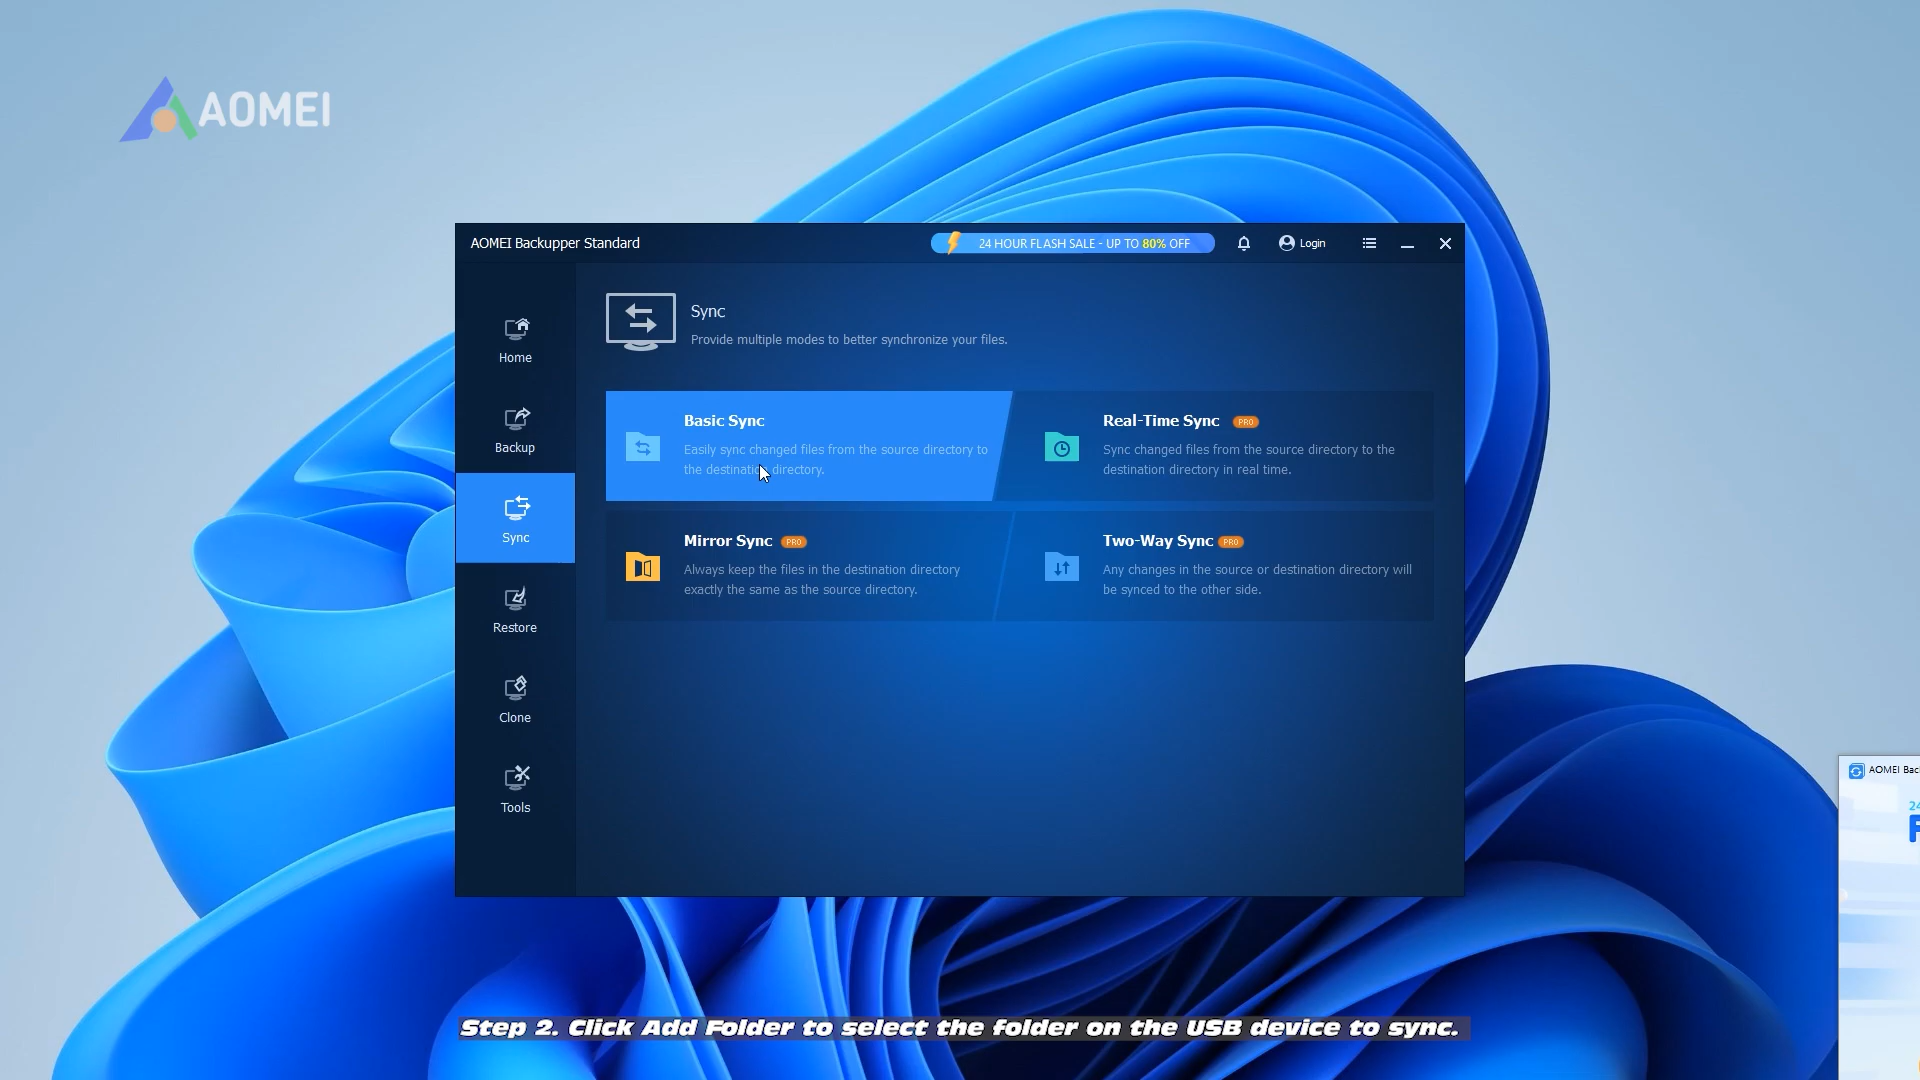 AOMEI
AOMEI Backupper Standard
24 HOUR FLASH SALE - UP TO 80% OFF
Login
Sync
Provide multiple modes to better synchronize your files.
Home
Backup
Sync
Restore
Clone
Tools
Basic Sync
Easily sync changed files from the source directory to
the destination directory.
Real-Time Sync PRO
Sync changed files from the source directory to the
destination directory in real time.
Mirror Sync PRO
Always keep the files in the destination directory
exactly the same as the source directory.
Two-Way Sync PRO
Any changes in the source or destination directory will
be synced to the other side.
AOMEI Bac
24
F
Step 2. Click Add Folder to select the folder on the USB device to sync.